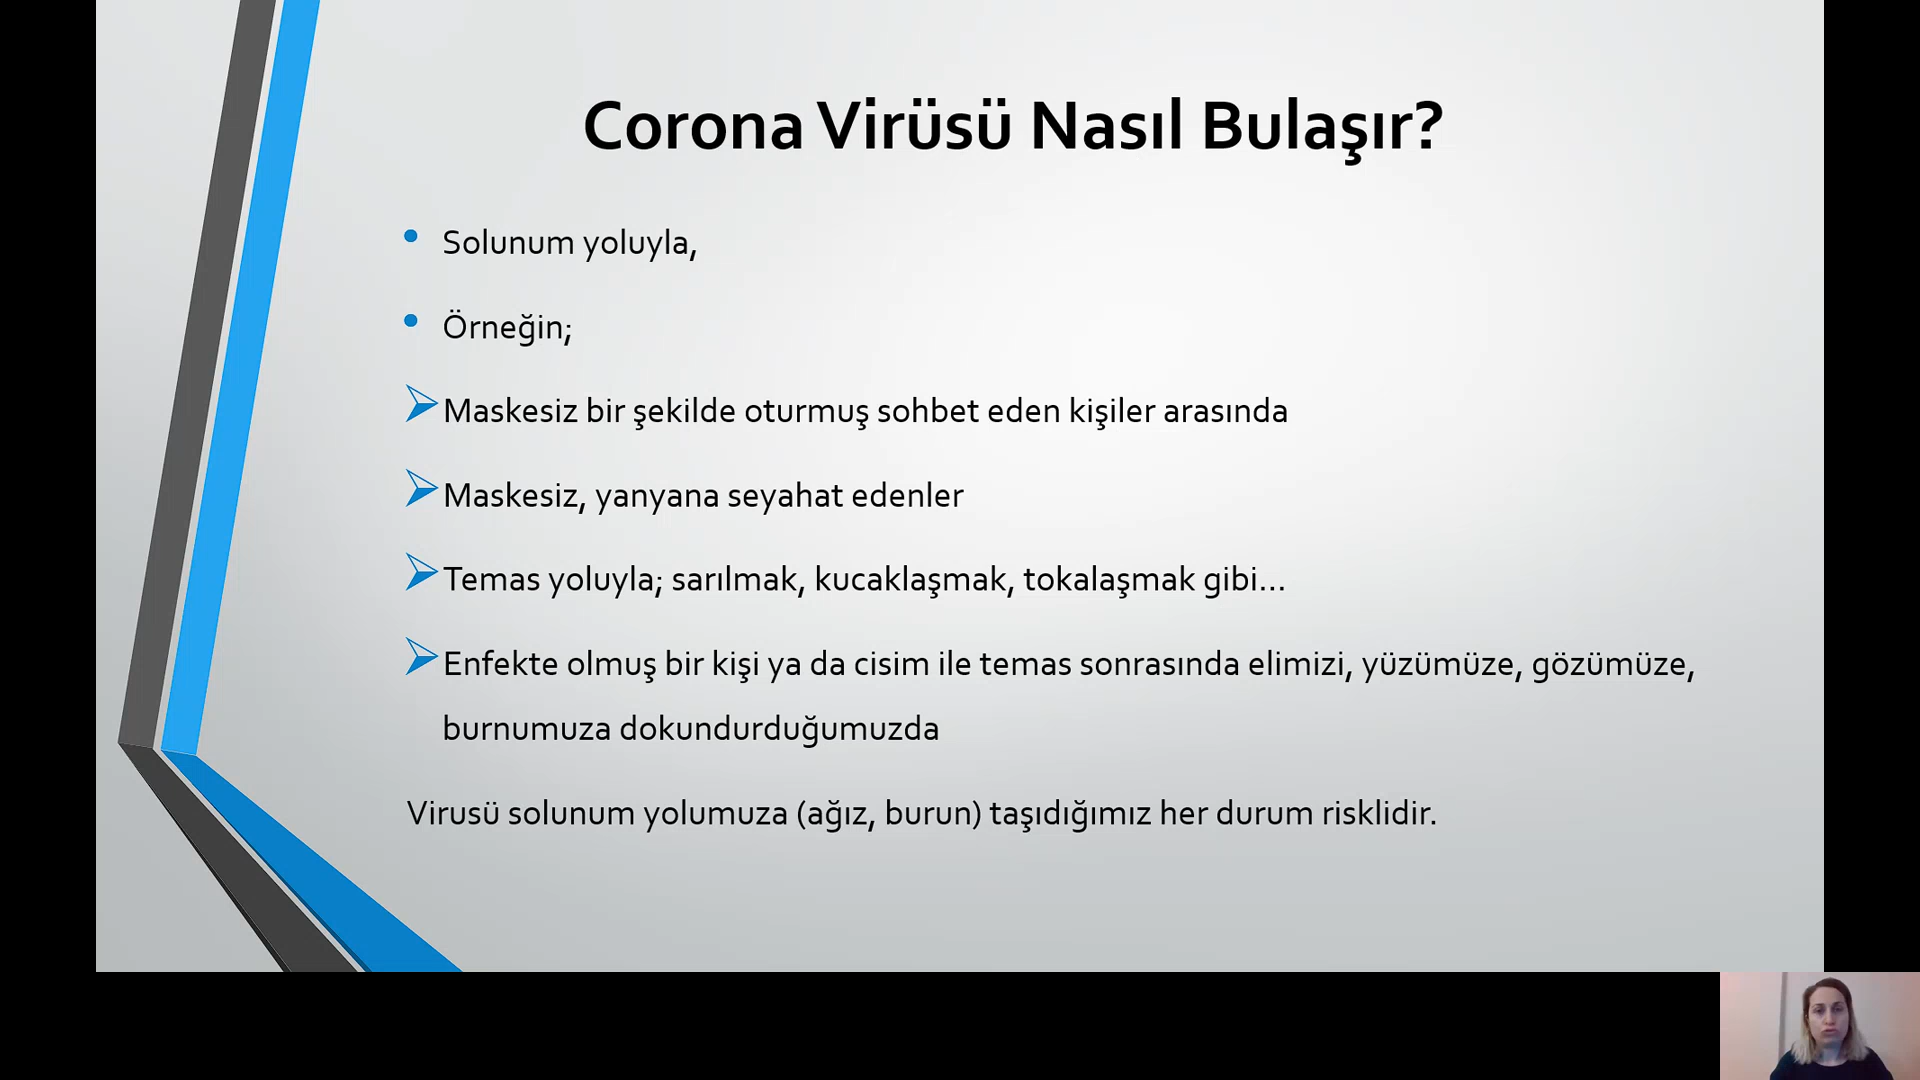 Corona Virüsü Nasıl Bulaşır?
• Solunum yoluyla,
• Örneğin;
➢ Maskesiz bir şekilde oturmuş sohbet eden kişiler arasında
➢ Maskesiz, yanyana seyahat edenler
➢ Temas yoluyla; sarılmak, kucaklaşmak, tokalaşmak gibi...
➢ Enfekte olmuş bir kişi ya da cisim ile temas sonrasında elimizi, yüzümüze, gözümüze,
burnumuza dokundurduğumuzda
Virusü solunum yolumuza (ağız, burun) taşıdığımız her durum risklidir.